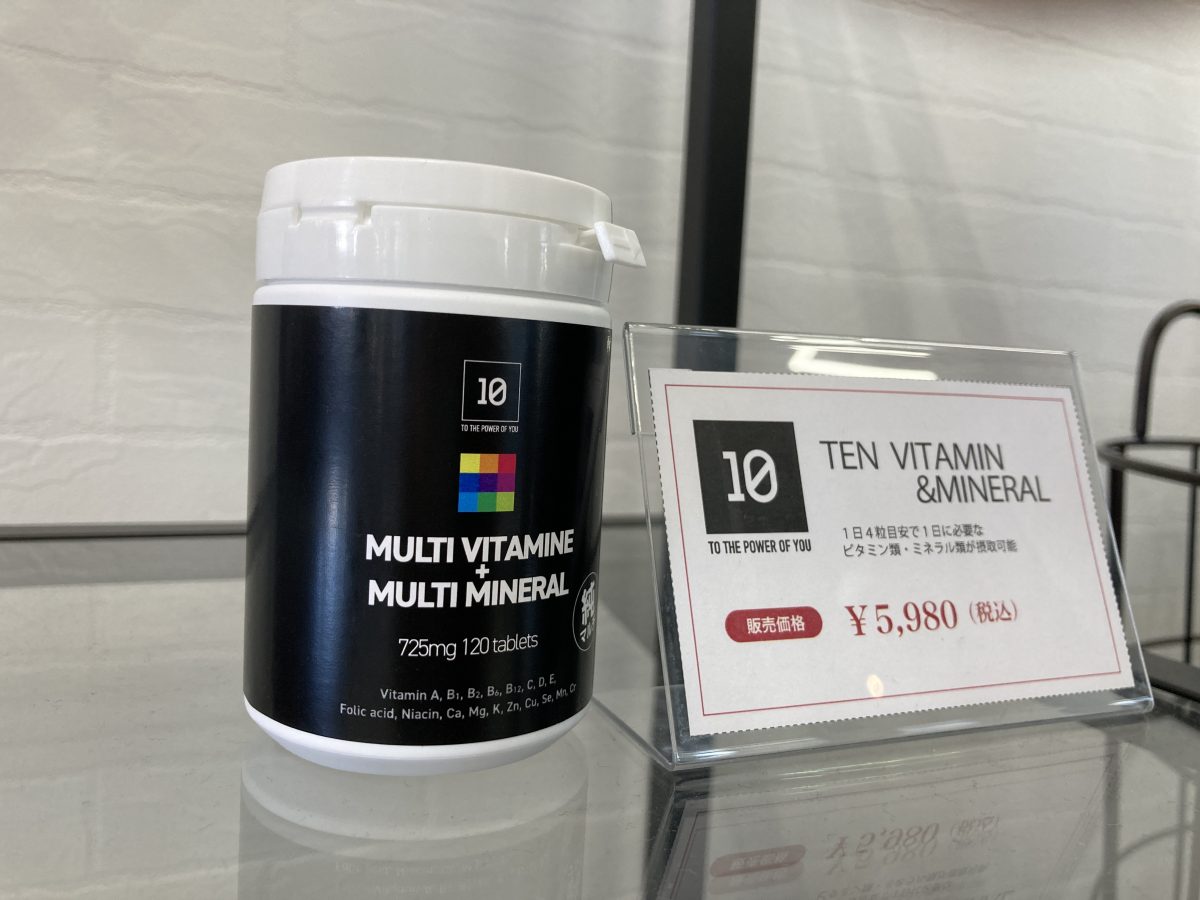 10
TO THE POWER OF YOU
MULTI VITAMINE
+
MULTI MINERAL
725mg 120 tablets
Vitamin A, B1, B2, B6, B12, C, D, E,
Folic acid, Niacin, Ca, Mg, K, Zn, Cu, Se, Mn, Cr
純
10
TO THE POWER OF YOU
TEN VITAMIN
&MINERAL
1日4粒目安で1日に必要な
ビタミン類・ミネラル類が摂取可能
販売価格
¥5,980(税込)